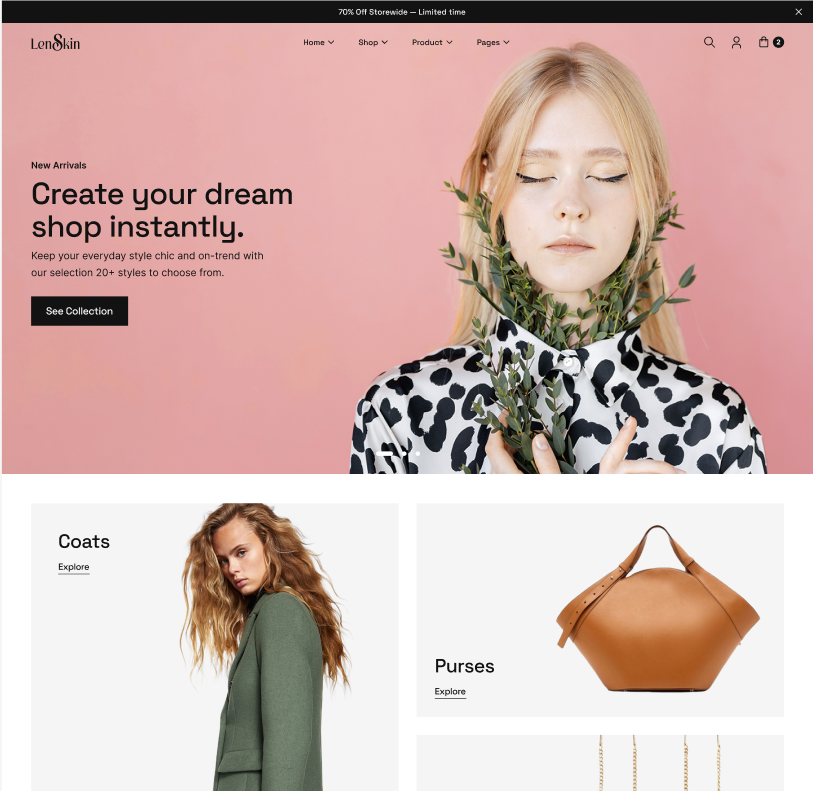 70% Off Storewide — Limited time
LenSkin
Home
Shop
Product
Pages
2
New Arrivals
Create your dream
shop instantly.
Keep your everyday style chic and on-trend with
our selection 20+ styles to choose from.
See Collection
Coats
Explore
Purses
Explore